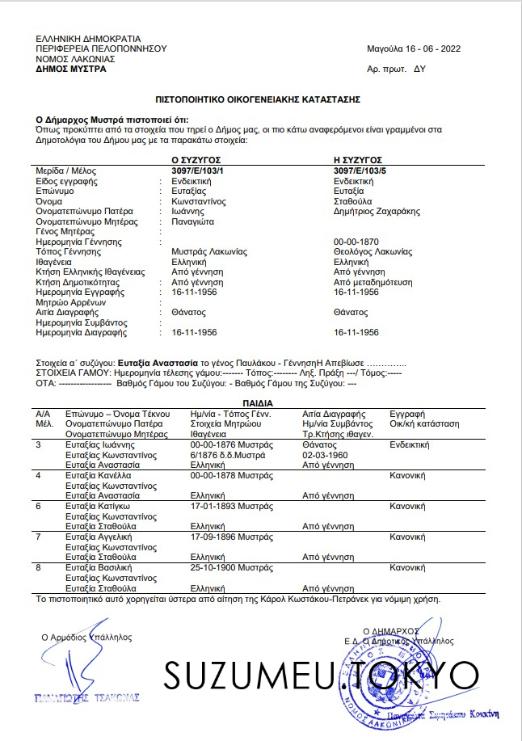 ΕΛΛΗΝΙΚΗ ΔΗΜΟΚΡΑΤΙΑ
ΠΕΡΙΦΕΡΕΙΑ ΠΕΛΟΠΟΝΝΗΣΟΥ
ΝΟΜΟΣ ΛΑΚΩΝΙΑΣ
ΔΗΜΟΣ ΜΥΣΤΡΑ
Μαγούλα 16 - 06 - 2022
Αρ. πρωτ. ΔΥ
ΠΙΣΤΟΠΟΙΗΤΙΚΟ ΟΙΚΟΓΕΝΕΙΑΚΗΣ ΚΑΤΑΣΤΑΣΗΣ
Ο Δήμαρχος Μυστρά πιστοποιεί ότι:
Όπως προκύπτει από τα στοιχεία που τηρεί ο Δήμος μας, οι πιο κάτω αναφερόμενοι είναι γραμμένοι στα
Δημοτολόγια του Δήμου μας με τα παρακάτω στοιχεία:
Ο ΣΥΖΥΓΟΣ Η ΣΥΖΥΓΟΣ
Μερίδα / Μέλος : 3097/Ε/103/1 3097/Ε/103/5
Είδος εγγραφής : Ενδεικτική Ενδεικτική
Επώνυμο : Ευταξίας Ευταξία
Όνομα : Κωνσταντίνος Σταθούλα
Ονοματεπώνυμο Πατέρα : Ιωάννης Δημήτριος Ζαχαράκης
Ονοματεπώνυμο Μητέρας : Παναγιώτα
Γένος Μητέρας :
Ημερομηνία Γέννησης : 00-00-1870
Τόπος Γέννησης : Μυστράς Λακωνίας Θεολόγος Λακωνίας
Ιθαγένεια : Ελληνική Ελληνική
Κτήση Ελληνικής Ιθαγένειας : Από γέννηση Από γέννηση
Κτήση Δημοτικότητας : Από γέννηση Από μεταδημότευση
Ημερομηνία Εγγραφής : 16-11-1956 16-11-1956
Μητρώο Αρρένων :
Αιτία Διαγραφής : Θάνατος Θάνατος
Ημερομηνία Συμβάντος :
Ημερομηνία Διαγραφής : 16-11-1956 16-11-1956
Στοιχεία α΄ συζύγου: Ευταξία Αναστασία το γένος Παυλάκου - ΓέννησηΗ Απεβίωσε …………..
ΣΤΟΙΧΕΙΑ ΓΑΜΟΥ: Ημερομηνία τέλεσης γάμου:------- Τόπος:-------- Ληξ. Πράξη ---/ Τόμος:-----
ΟΤΑ: ------------------ Βαθμός Γάμου του Συζύγου: - Βαθμός Γάμου της Συζύγου: ---
ΠΑΙΔΙΑ
Α/Α Επώνυμο – Όνομα Τέκνου Ημ/νία - Τόπος Γένν. Αιτία Διαγραφής Εγγραφή
Μέλ. Ονοματεπώνυμο Πατέρα Στοιχεία Μητρώου Ημ/νία Συμβάντος Οικ/κή κατάσταση
Ονοματεπώνυμο Μητέρας Ιθαγένεια Τρ.Κτήσης ιθαγεν.
3 Ευταξίας Ιωάννης 00-00-1876 Μυστράς Θάνατος Ενδεικτική
Ευταξίας Κωνσταντίνος 6/1876 δ.δ.Μυστρά 02-03-1960
Ευταξία Αναστασία Ελληνική Από γέννηση
4 Ευταξία Κανέλλα 00-00-1878 Μυστράς Κανονική
Ευταξίας Κωνσταντίνος
Ευταξία Αναστασία Ελληνική Από γέννηση
6 Ευταξία Κατίγκω 17-01-1893 Μυστράς Κανονική
Ευταξίας Κωνσταντίνος
Ευταξία Σταθούλα Ελληνική Από γέννηση
7 Ευταξία Αγγελική 17-09-1896 Μυστράς Κανονική
Ευταξίας Κωνσταντίνος
Ευταξία Σταθούλα Ελληνική Από γέννηση
8 Ευταξία Βασιλική 25-10-1900 Μυστράς Κανονική
Ευταξίας Κωνσταντίνος
Ευταξία Σταθούλα Ελληνική Από γέννηση
Το πιστοποιητικό αυτό χορηγείται ύστερα από αίτηση της Κάρολ Κωστάκου-Πετράνεκ για νόμιμη χρήση.
Ο Αρμόδιος Υπάλληλος
Ο ΔΗΜΑΡΧΟΣ
Ε.Δ. Ο Δημοτικός Υπάλληλος
ΠΑΝΑΓΙΩΤΗΣ ΤΣΑΚΩΝΑΣ
SUZUMEU.TOKYO
ΝΟΜΟΣ ΛΑΚΩΝΙΑΣ